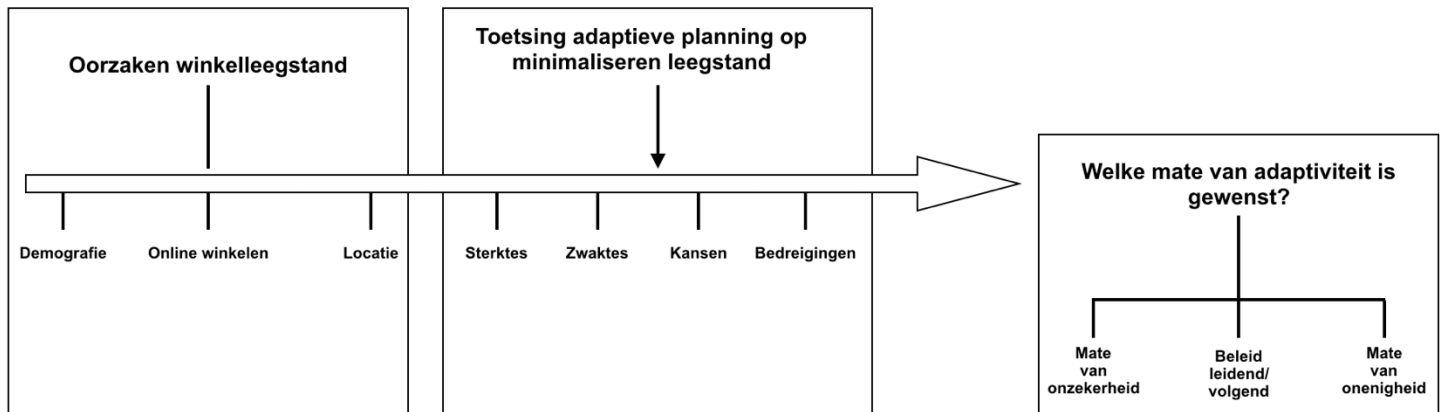 Oorzaken winkelleegstand
Demografie
Online winkelen
Locatie
Toetsing adaptieve planning op
minimaliseren leegstand
Sterktes
Zwaktes
Kansen
Bedreigingen
Welke mate van adaptiviteit is
gewenst?
Mate
van
onzekerheid
Beleid
leidend/
volgend
Mate
van
onenigheid